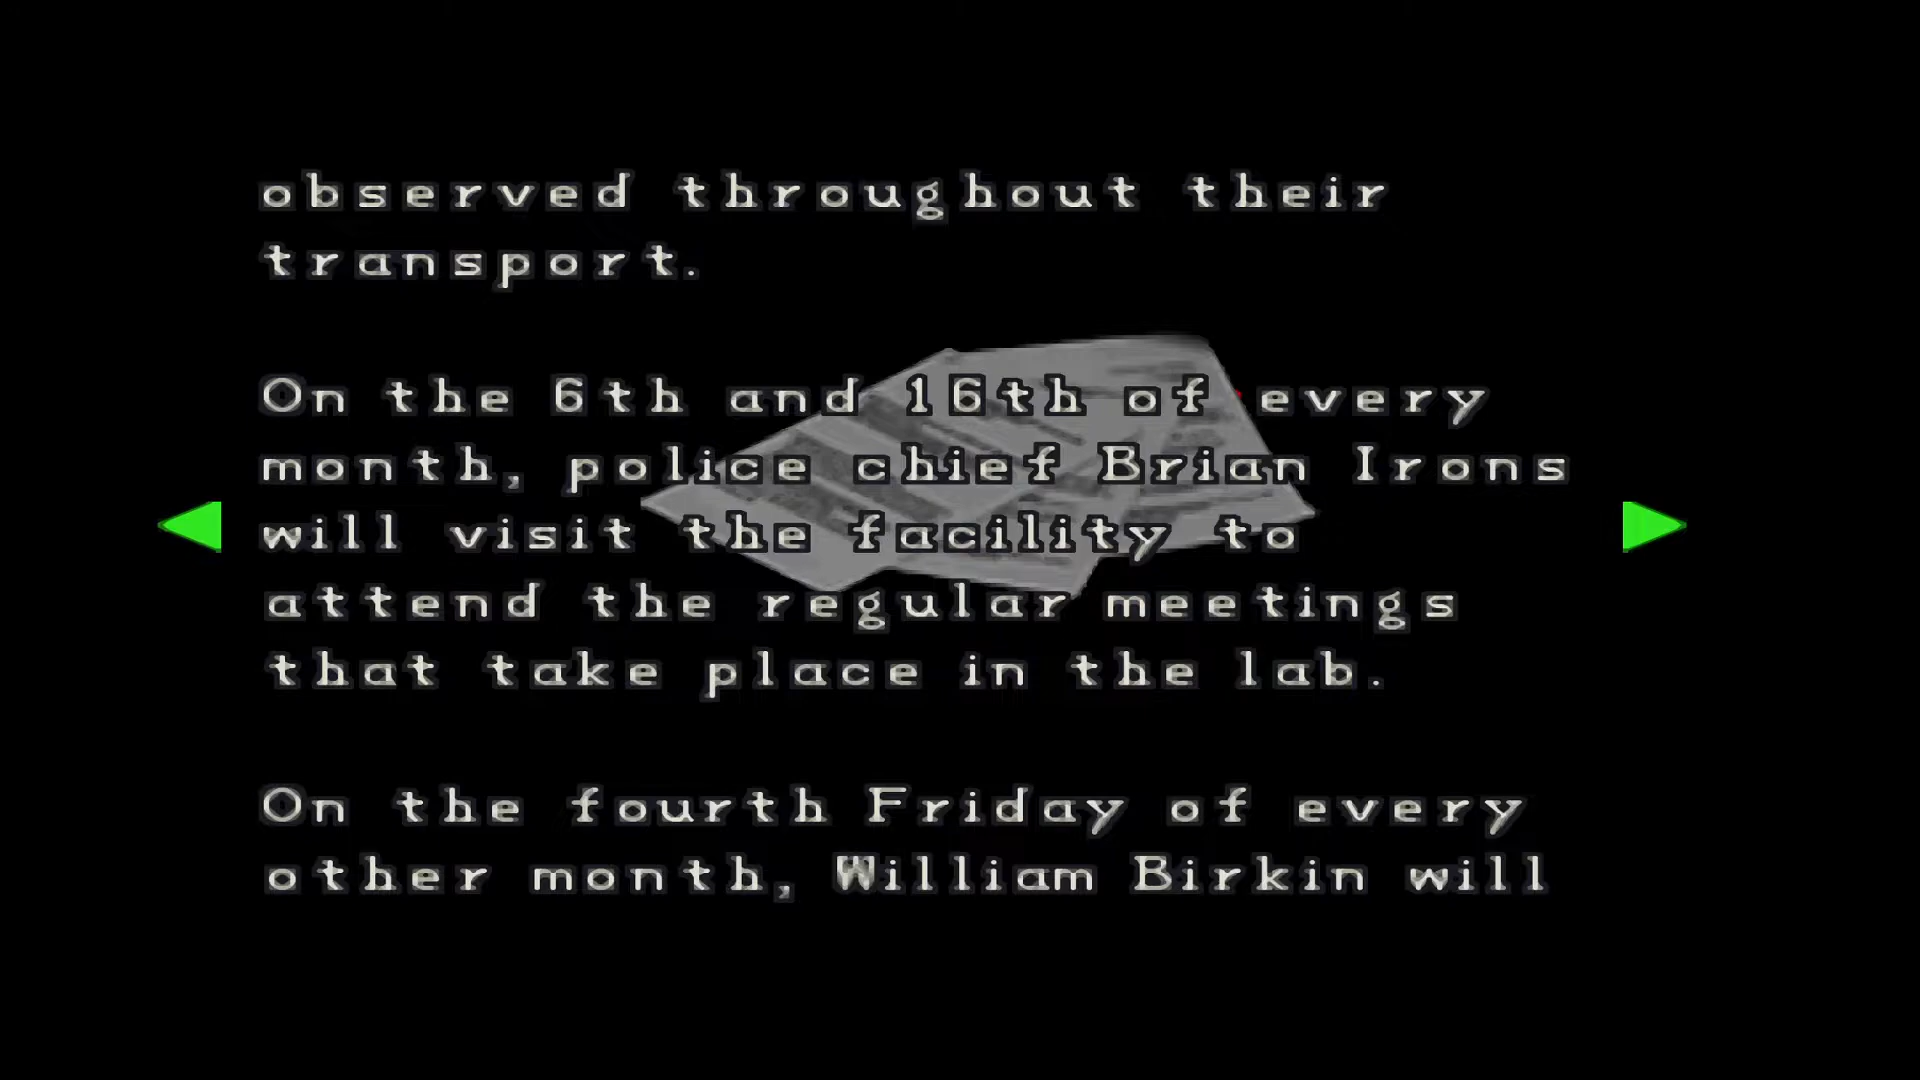 observed throughout their
transport.
On the 6th and 16th of every
month, police chief Brian Irons
will visit the facility to
attend the regular meetings
that take place in the lab.
On the fourth Friday of every
other month, William Birkin will